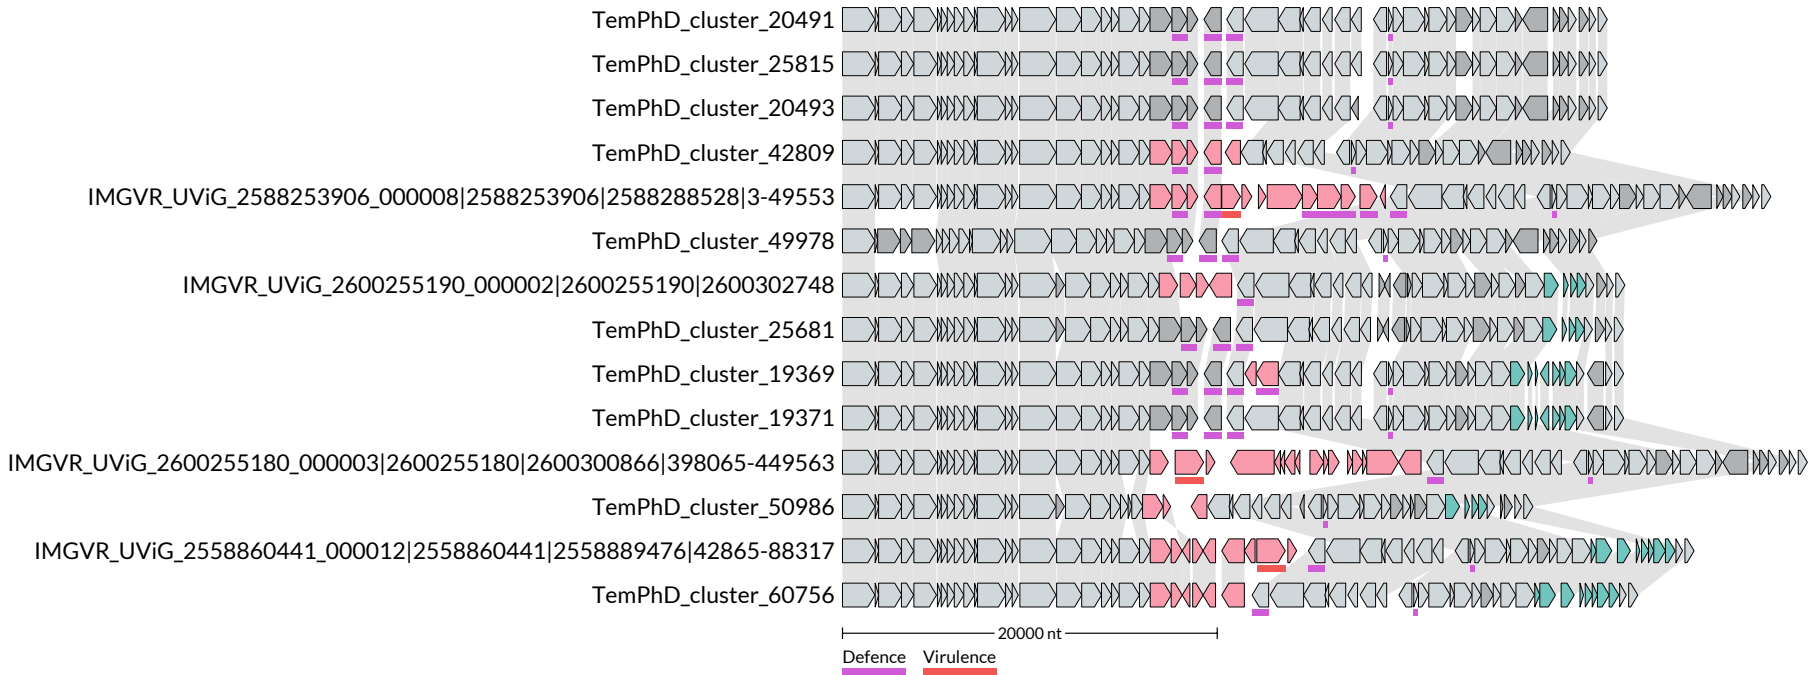 TemPhD_cluster_20491
TemPhD_cluster_25815
TemPhD_cluster_20493
TemPhD_cluster_42809
IMGVR_UViG_2588253906_000008|2588253906|2588288528|3-49553
TemPhD_cluster_49978
IMGVR_UViG_2600255190_000002|2600255190|2600302748
TemPhD_cluster_25681
TemPhD_cluster_19369
TemPhD_cluster_19371
IMGVR_UViG_2600255180_000003|2600255180|2600300866|398065-449563
TemPhD_cluster_50986
IMGVR_UViG_2558860441_000012|2558860441|2558889476|42865-88317
TemPhD_cluster_60756
20000 nt
Defence Virulence